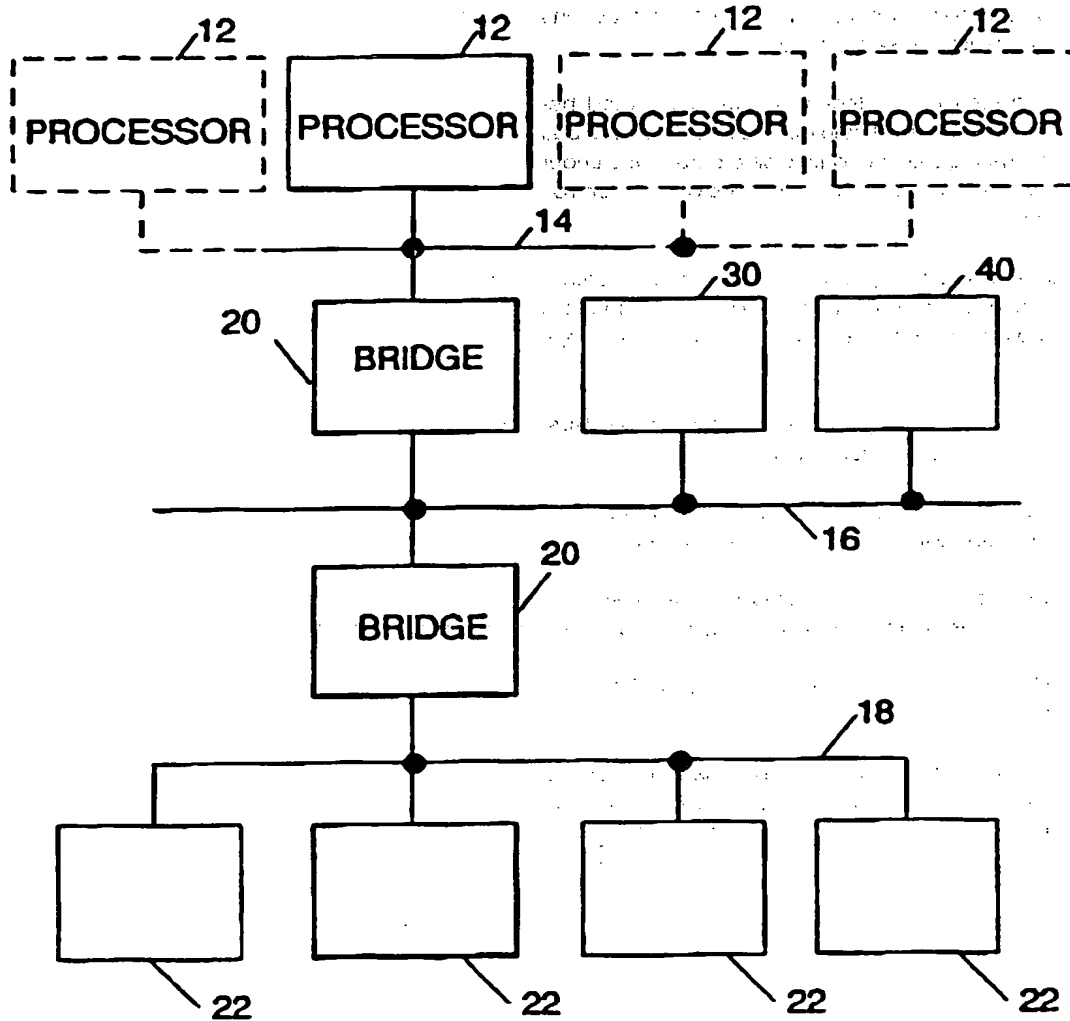 12 12 12 12
PROCESSOR PROCESSOR PROCESSOR PROCESSOR
14
30 40
20
BRIDGE
16
20
BRIDGE
18
22 22 22 22